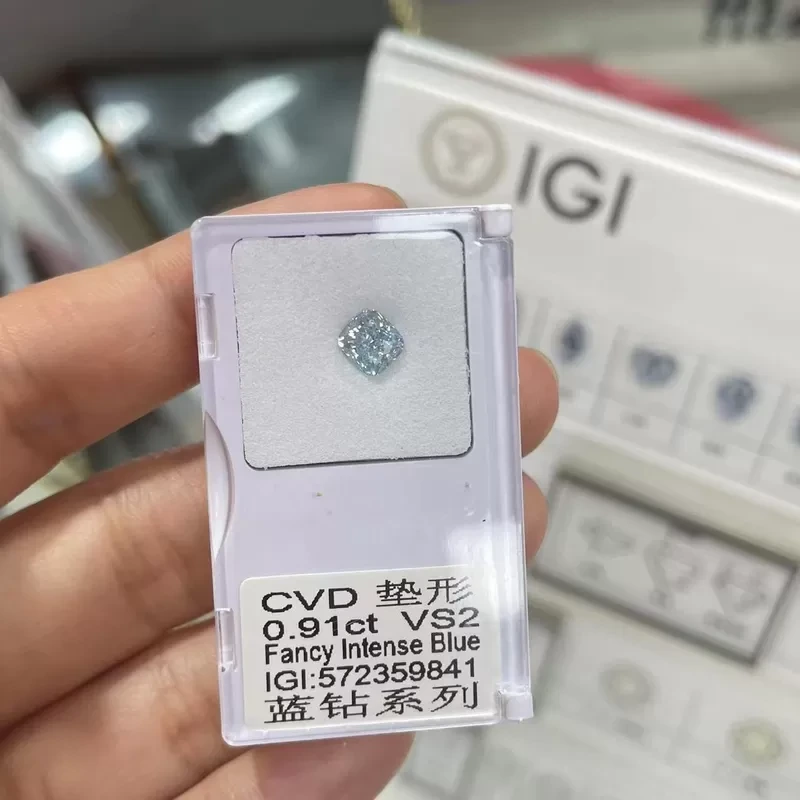 IGI
CVD 垫形
0.91ct VS2
Fancy Intense Blue
IGI:572359841
蓝钻系列